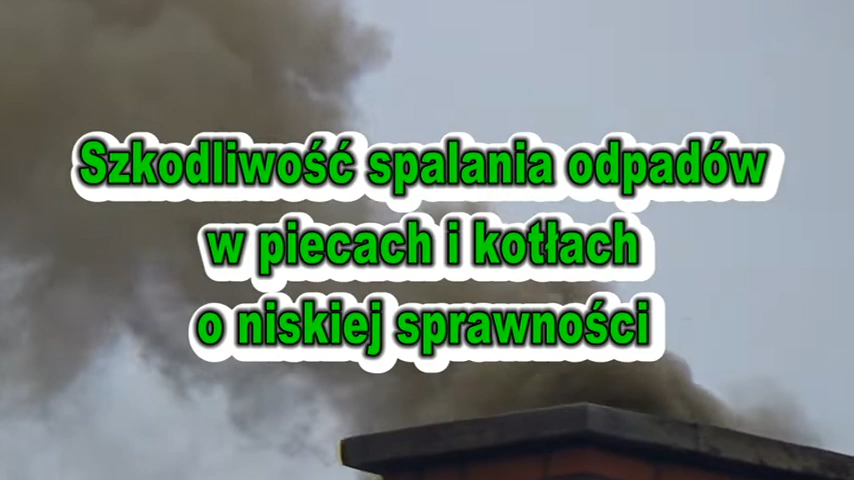 Szkodliwość spalania odpadów
w piecach i kotłach
o niskiej sprawności